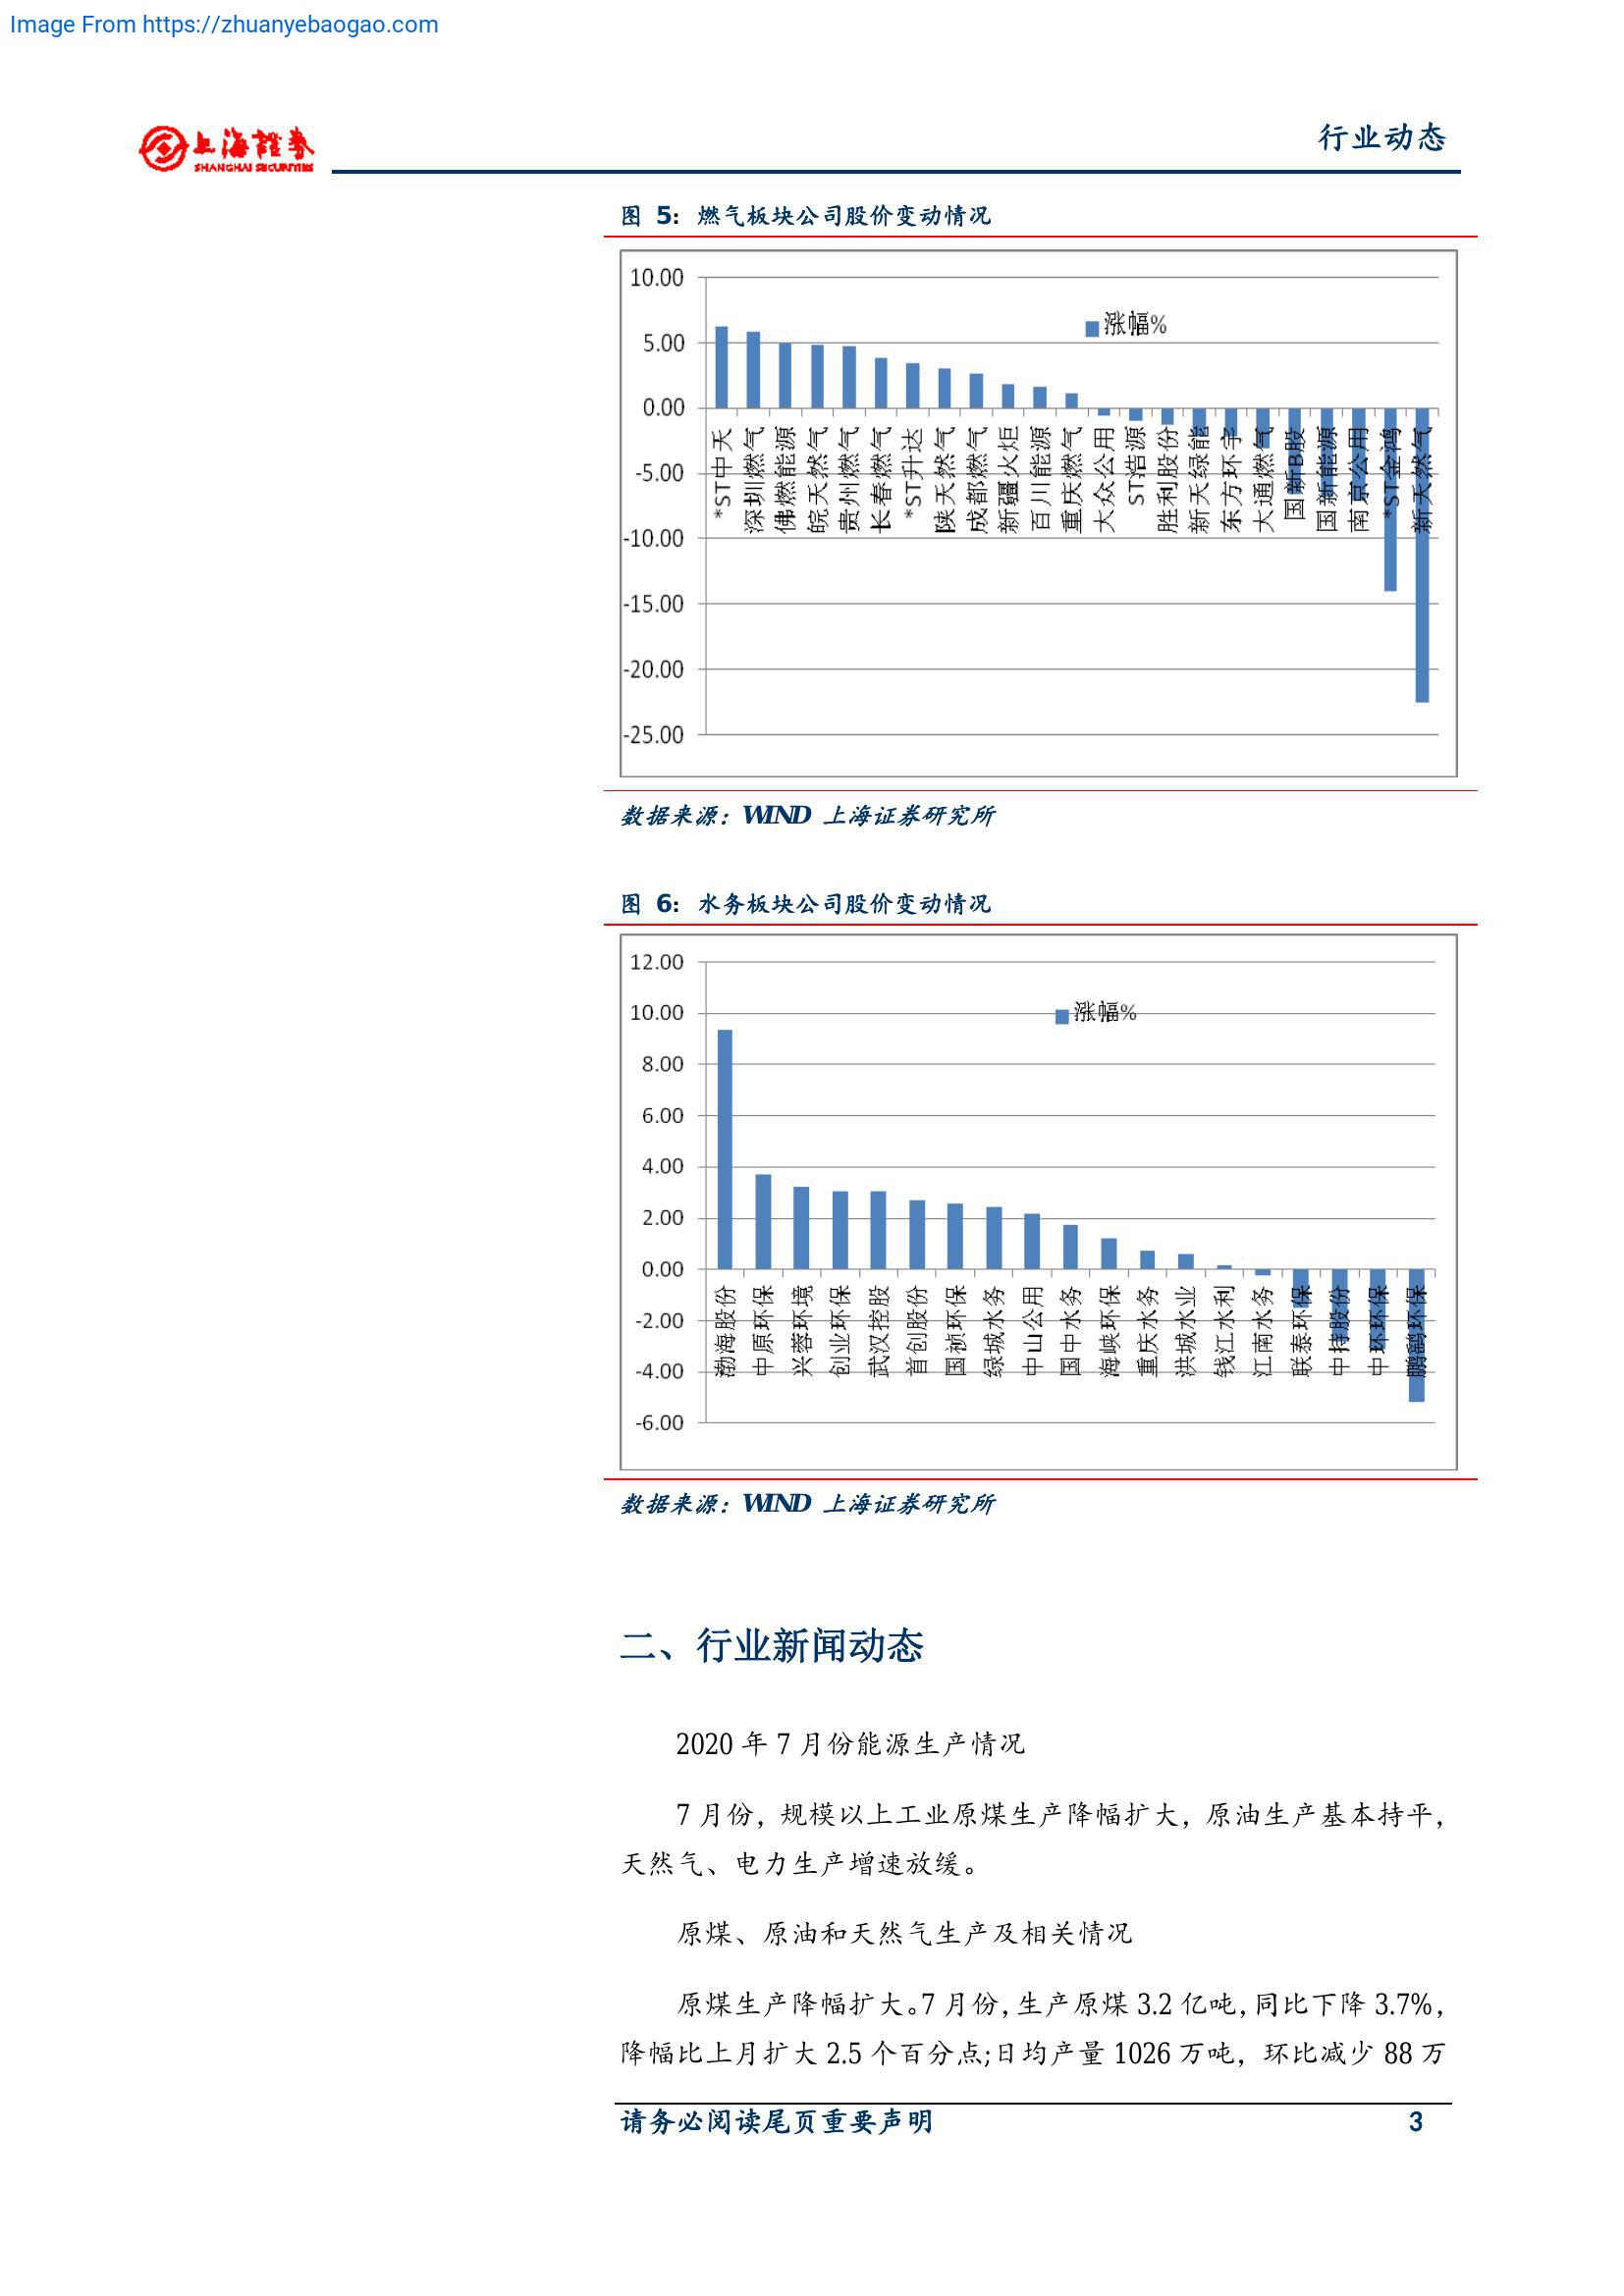 Image From https://zhuanyebaogao.com
上海證券
SHANGHAI SECURITIES
行业动态
图 5: 燃气板块公司股价变动情况
涨幅%
10.00
5.00
0.00
-5.00
-10.00
-15.00
-20.00
-25.00
*ST中天
深圳燃气
佛燃能源
皖天然气
贵州燃气
长春燃气
*ST升达
陕天然气
成都燃气
新疆火炬
百川能源
重庆燃气
大众公用
ST浩源
胜利股份
新天绿能
东方环宇
大通燃气
国新B股
国新能源
南京公用
*ST金鸿
新天然气
数据来源: WIND 上海证券研究所
图 6: 水务板块公司股价变动情况
涨幅%
12.00
10.00
8.00
6.00
4.00
2.00
0.00
-2.00
-4.00
-6.00
渤海股份
中原环保
兴蓉环境
创业环保
武汉控股
首创股份
国祯环保
绿城水务
中山公用
国中水务
海峡环保
重庆水务
洪城水业
钱江水利
江南水务
联泰环保
中持股份
中环环保
鹏鹞环保
数据来源: WIND 上海证券研究所
二、行业新闻动态
2020 年 7 月份能源生产情况
7 月份，规模以上工业原煤生产降幅扩大，原油生产基本持平，
天然气、电力生产增速放缓。
原煤、原油和天然气生产及相关情况
原煤生产降幅扩大。7 月份，生产原煤 3.2 亿吨，同比下降 3.7%，
降幅比上月扩大 2.5 个百分点;日均产量 1026 万吨，环比减少 88 万
请务必阅读尾页重要声明
3